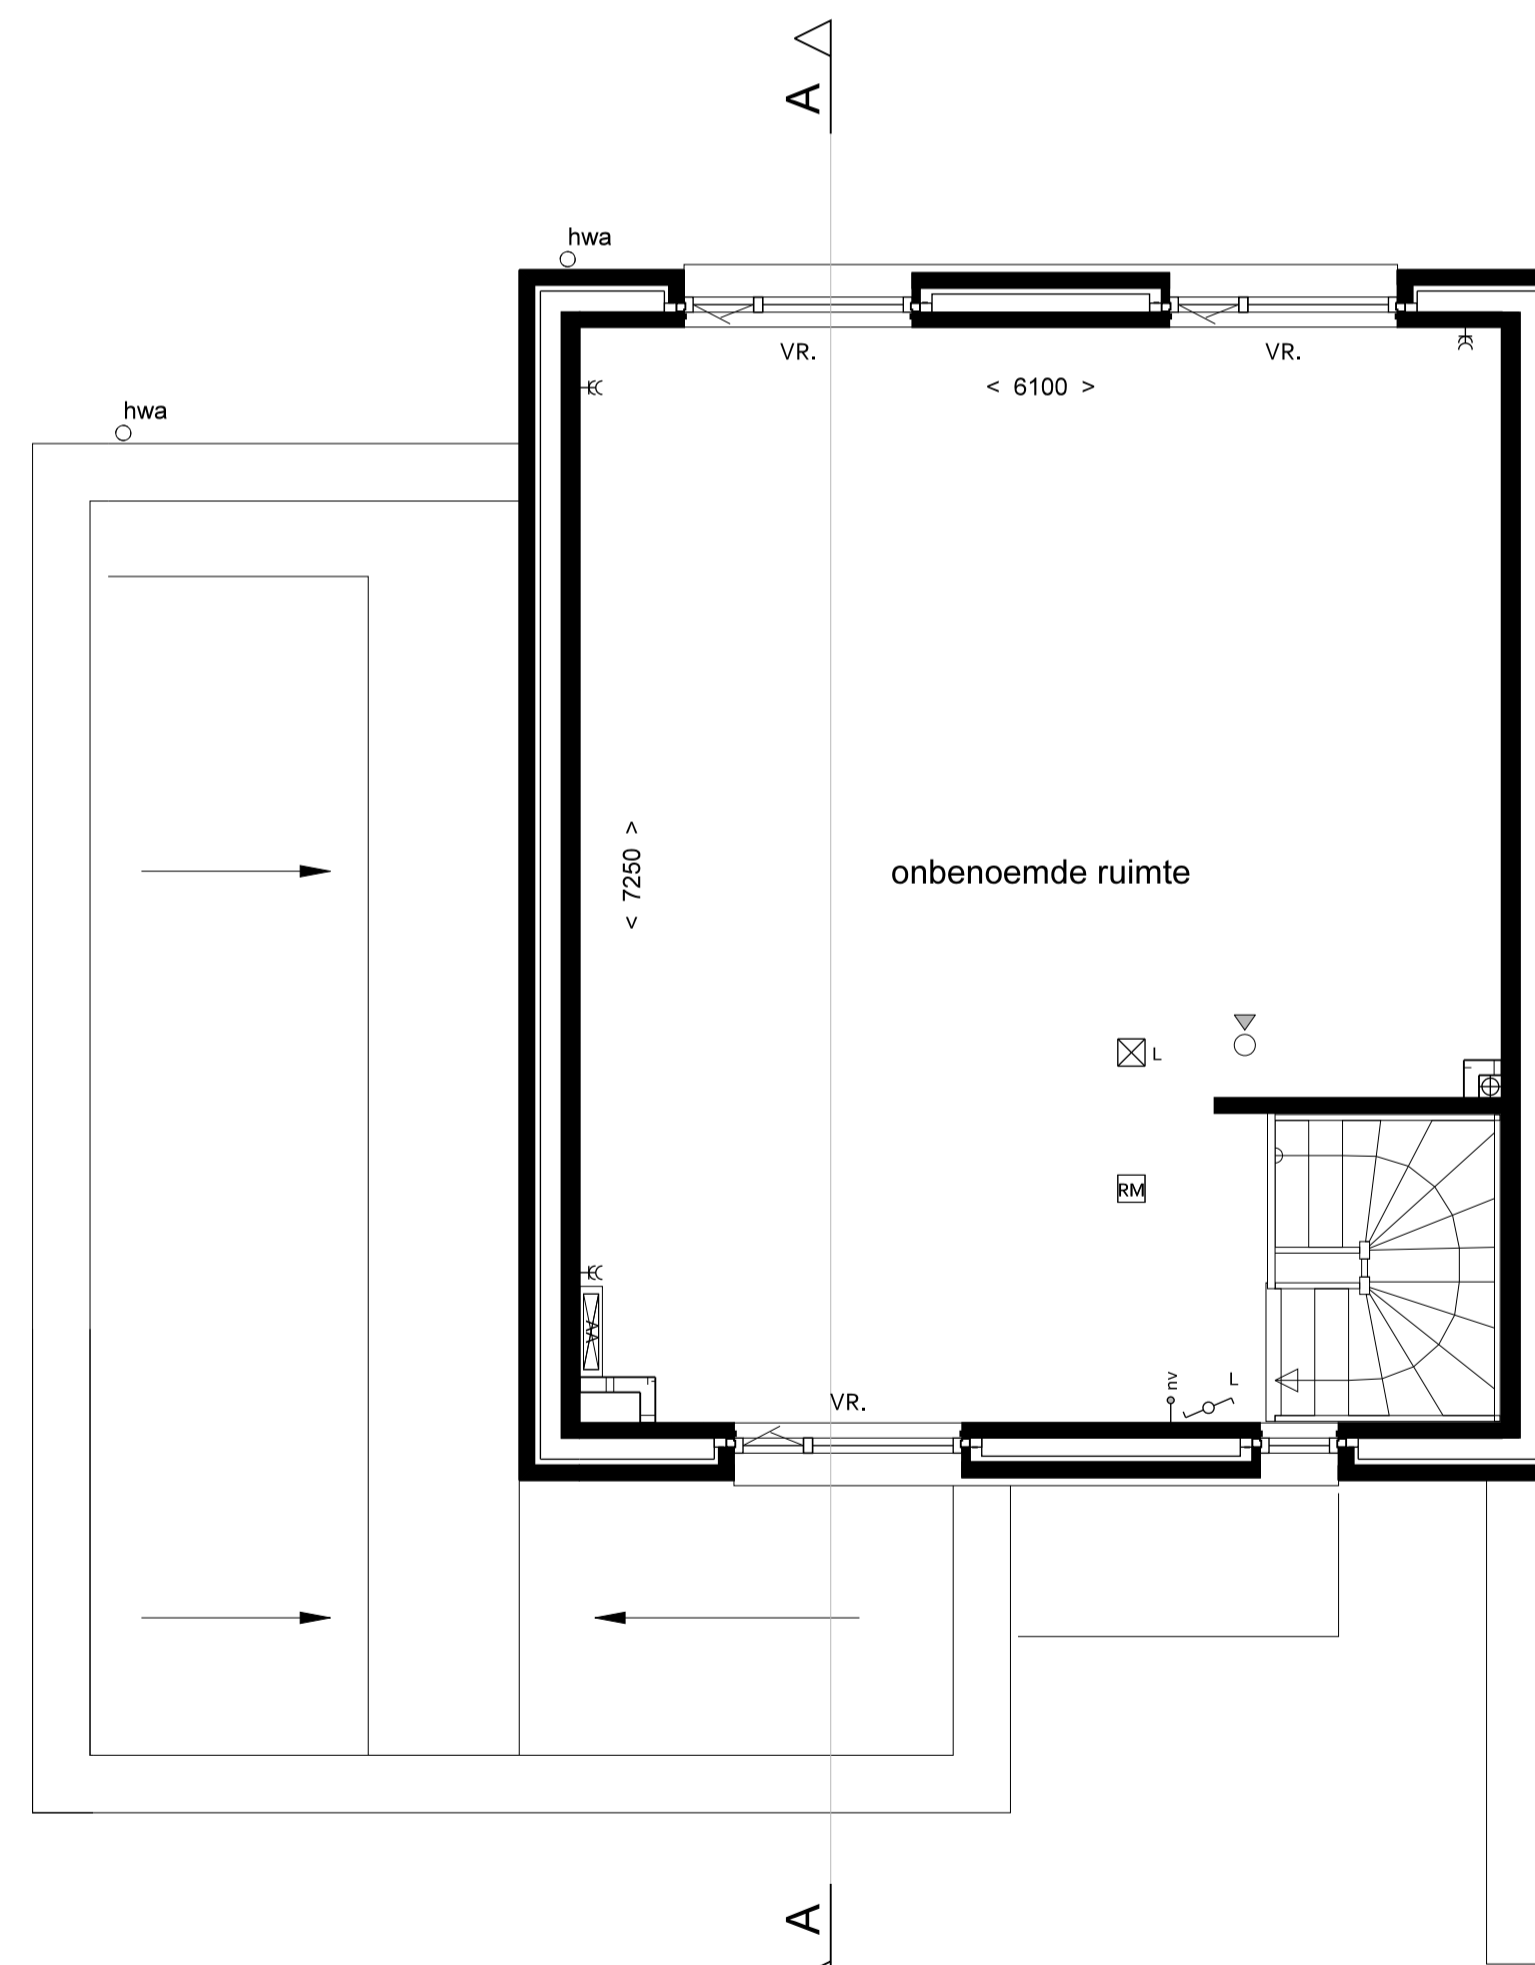 A
hwa
VR.
VR.
< 6100 >
hwa
< 7250 >
onbenoemde ruimte
L
RM
nv
L
VR.
A